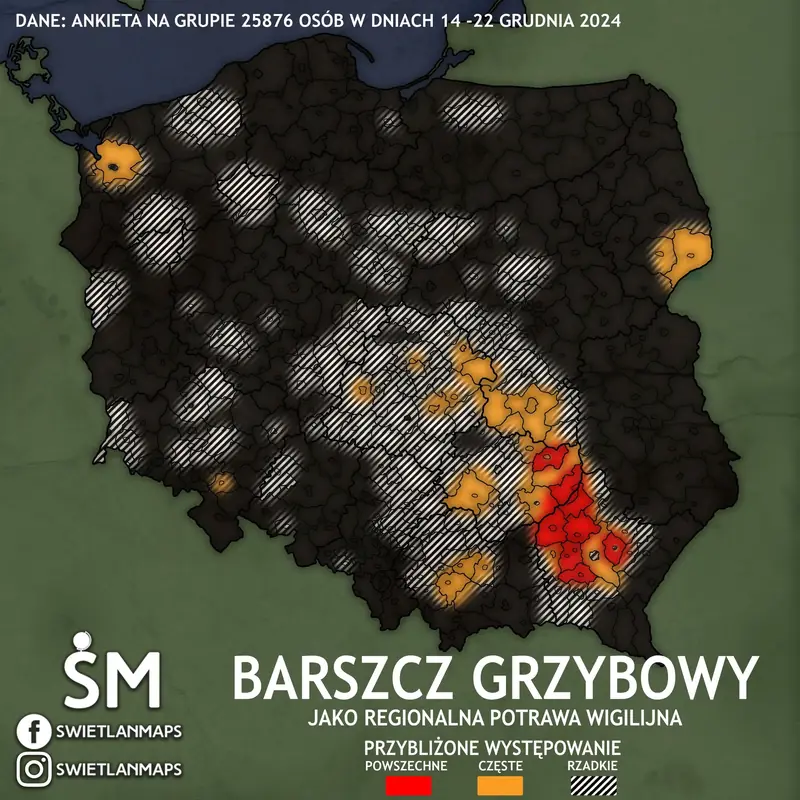 DANE: ANKIETA NA GRUPIE 25876 OSÓB W DNIACH 14 -22 GRUDNIA 2024
ŚM
SWIETLANMAPS
SWIETLANMAPS
BARSZCZ GRZYBOWY
JAKO REGIONALNA POTRAWA WIGILIJNA
PRZYBLIŻONE WYSTĘPOWANIE
POWSZECHNE CZĘSTE RZADKIE